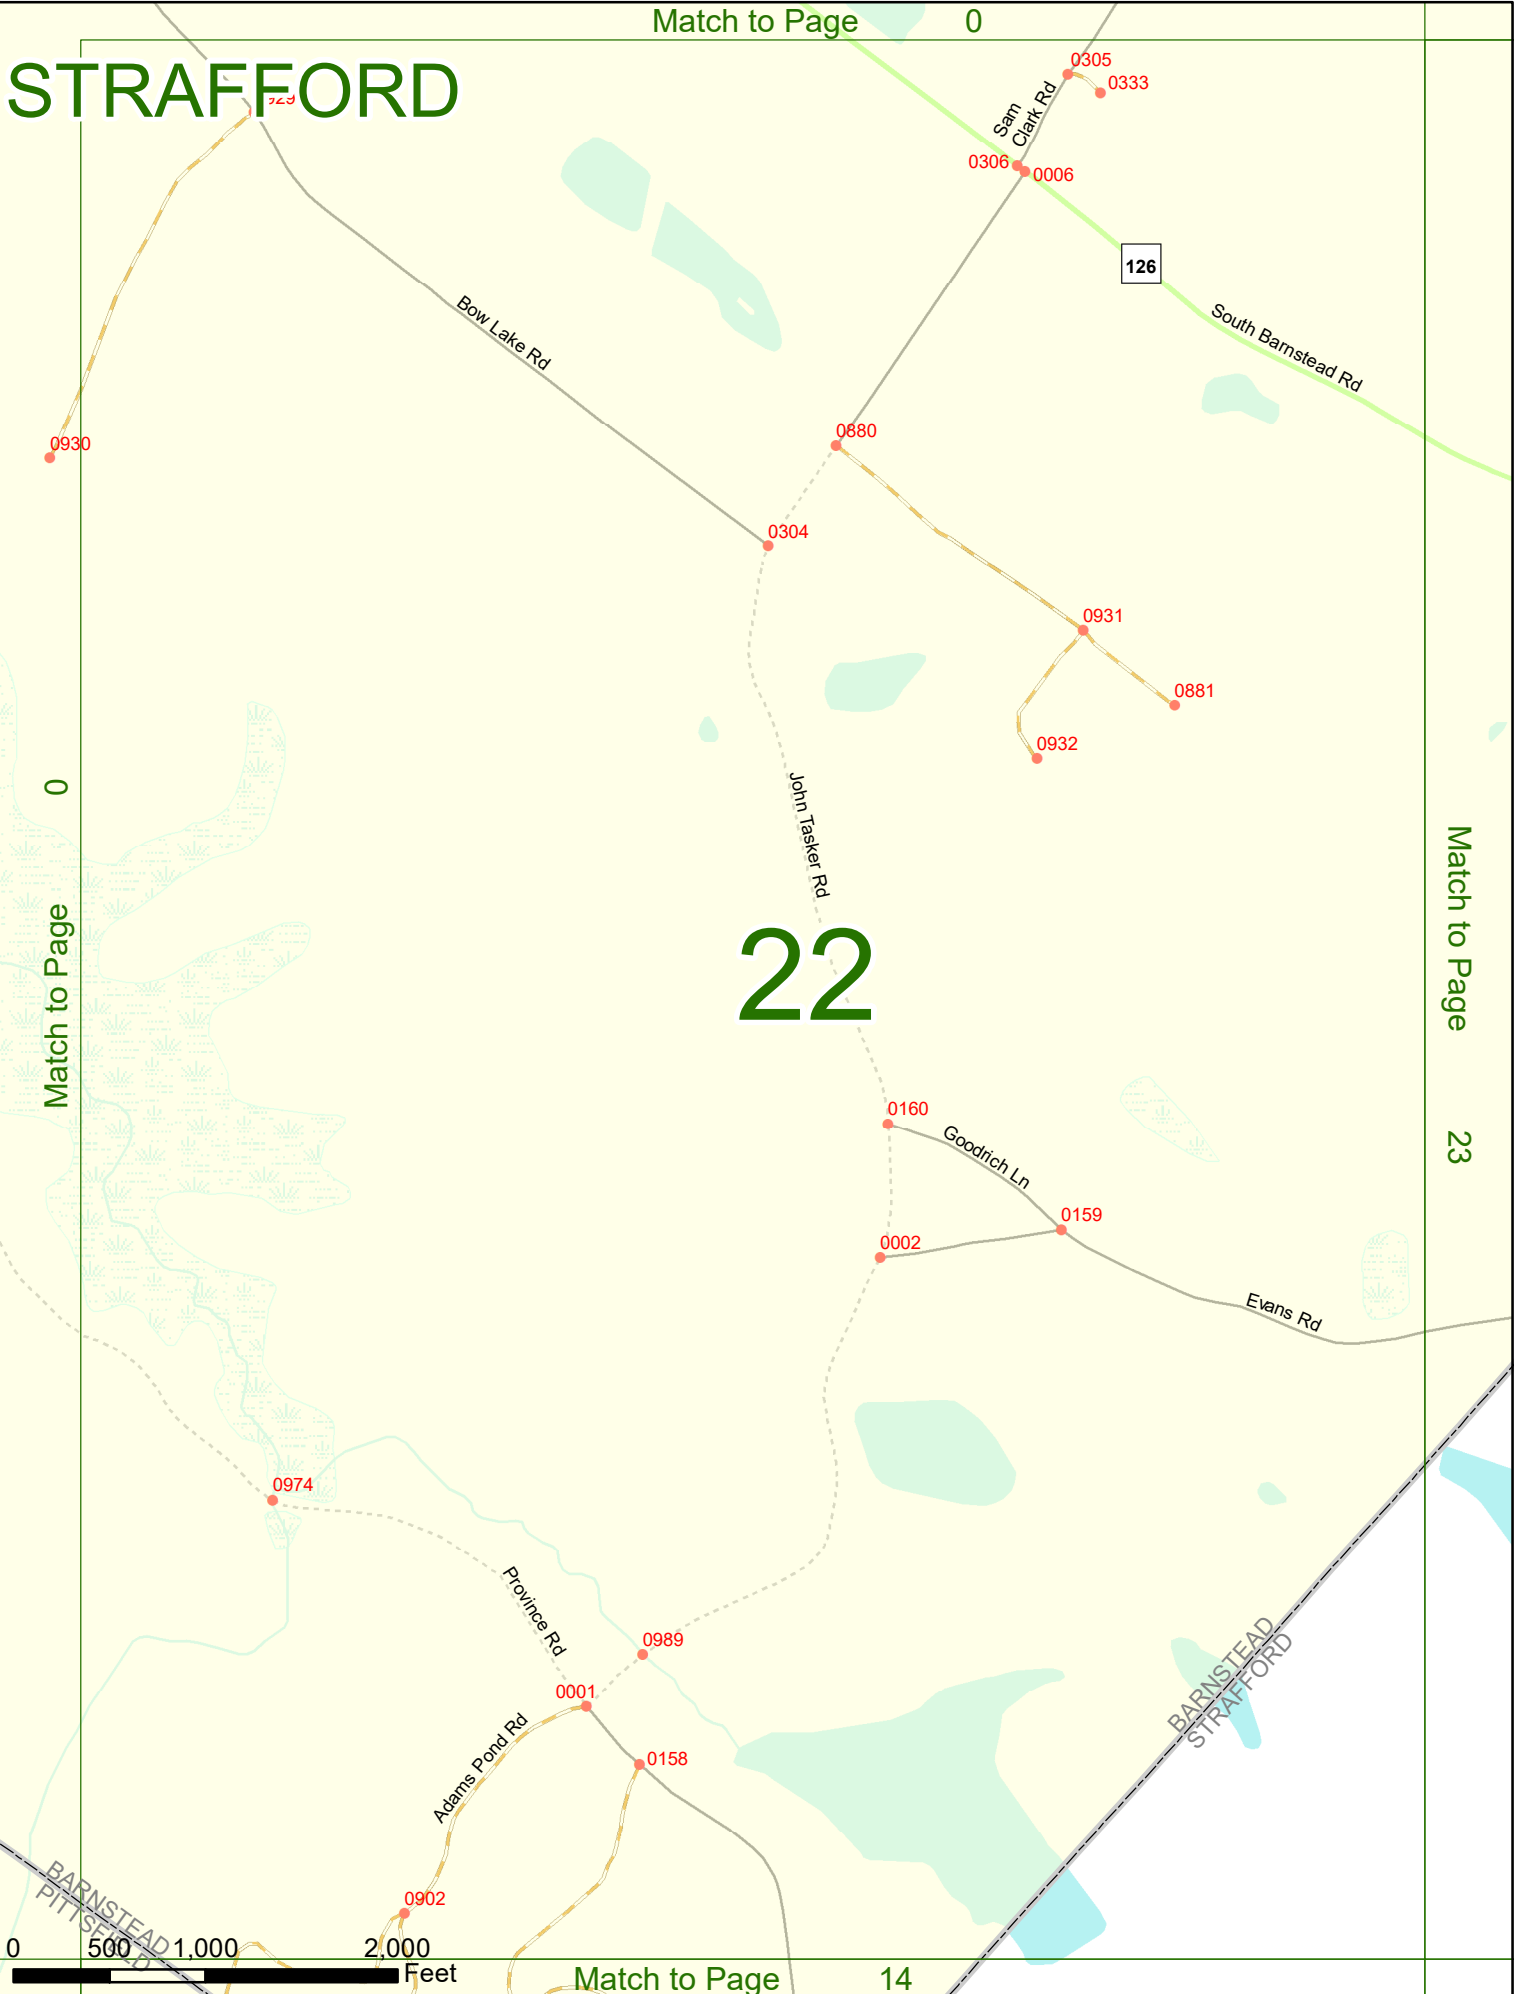 Match to Page 0
STRAFFORD
0305
0333
Sam
Clark Rd
0306
0006
126
South Barnstead Rd
Bow Lake Rd
0930
0880
0304
0931
0881
0932
John Tasker Rd
Match to Page 0
Match to Page 23
22
0160
Goodrich Ln
0159
0002
Evans Rd
0974
Province Rd
0989
0001
Adams Pond Rd
0158
BARNSTEAD
STRAFFORD
0902
BARNSTEAD
PITTSFIELD
0 500 1,000 2,000
Feet
Match to Page 14